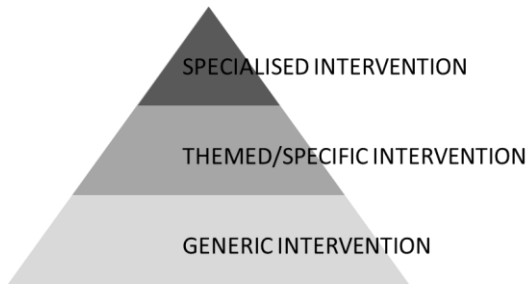 SPECIALISED INTERVENTION
THEMED/SPECIFIC INTERVENTION
GENERIC INTERVENTION